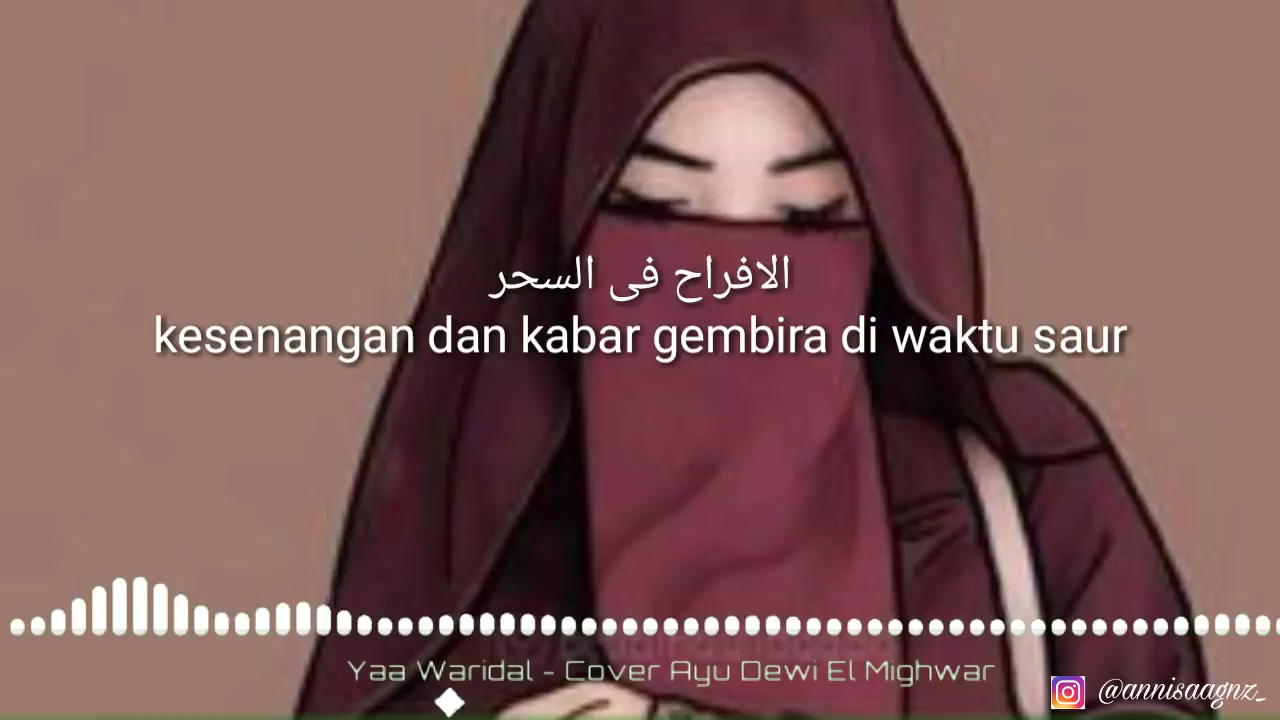 الافراح فى السحر
kesenangan dan kabar gembira di waktu saur
Yaa Waridal - Cover Ayu Dewi El Mighwar
@annisaagnz_